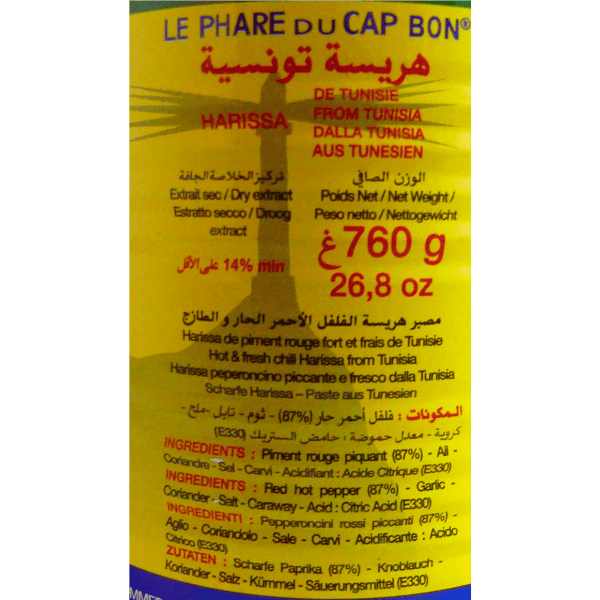 LE PHARE DU CAP BON®
هريسة تونسية
DE TUNISIE
HARISSA FROM TUNISIA
DALLA TUNISIA
AUS TUNESIEN
تركيز الخلاصة الجافة
Extrait sec / Dry extract
Estratto secco / Droog
extract
14% min على الأقل
الوزن الصافي
Poids Net / Net Weight /
Peso netto / Nettogewicht
760 g غ
26,8 oz
مصبر هريسة الفلفل الأحمر الحار و الطازج
Harissa de piment rouge fort et frais de Tunisie
Hot & fresh chili Harissa from Tunisia
Harissa peperoncino piccante e fresco dalla Tunisia
Scharfe Harissa – Paste aus Tunesien
المكونات : فلفل أحمر حار (87%) - ثوم - تابل - ملح -
كروية - معدل حموضة : حامض الستريك (E330)
INGREDIENTS : Piment rouge piquant (87%) - Ail -
Coriandre - Sel - Carvi - Acidifiant : Acide Citrique (E330)
INGREDIENTS : Red hot pepper (87%) - Garlic -
Coriander - Salt - Caraway - Acid : Citric Acid (E330)
INGREDIENTI : Pepperoncini rossi piccanti (87%) -
Aglio - Coriandolo - Sale - Carvi - Acidificante : Acido
Citrico (E330)
ZUTATEN : Scharfe Paprika (87%) - Knoblauch -
Koriander - Salz - Kümmel - Säuerungsmittel (E330)